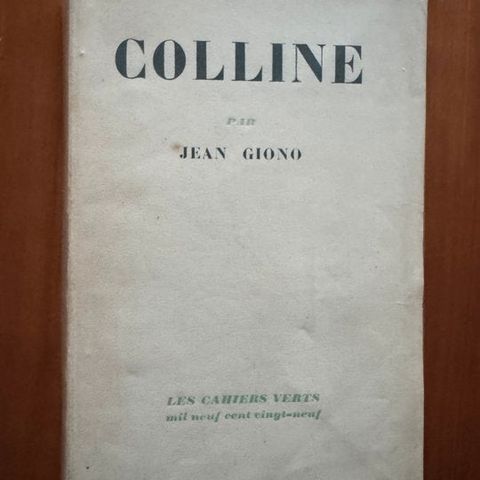 COLLINE
PAR
JEAN GIONO
LES CAHIERS VERTS
mil neuf cent vingt-neuf